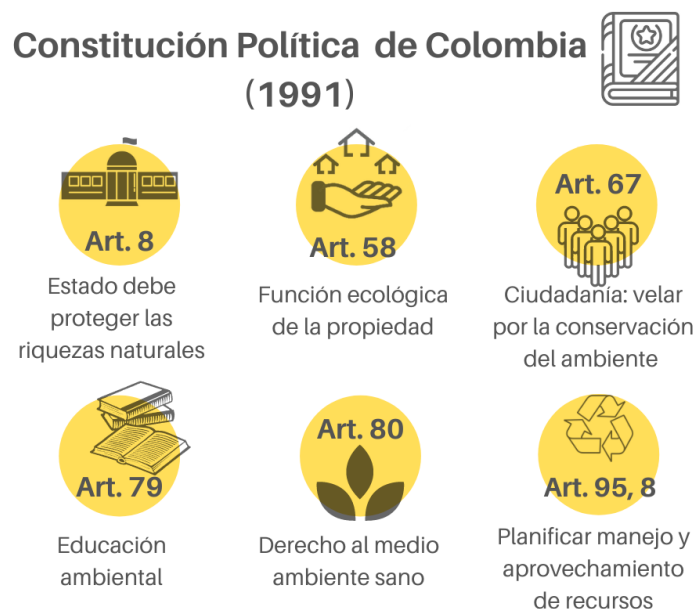 Constitución Política de Colombia
(1991)
Art. 8
Estado debe
proteger las
riquezas naturales
Art. 58
Función ecológica
de la propiedad
Art. 67
Ciudadanía: velar
por la conservación
del ambiente
Art. 79
Educación
ambiental
Art. 80
Derecho al medio
ambiente sano
Art. 95, 8
Planificar manejo y
aprovechamiento
de recursos